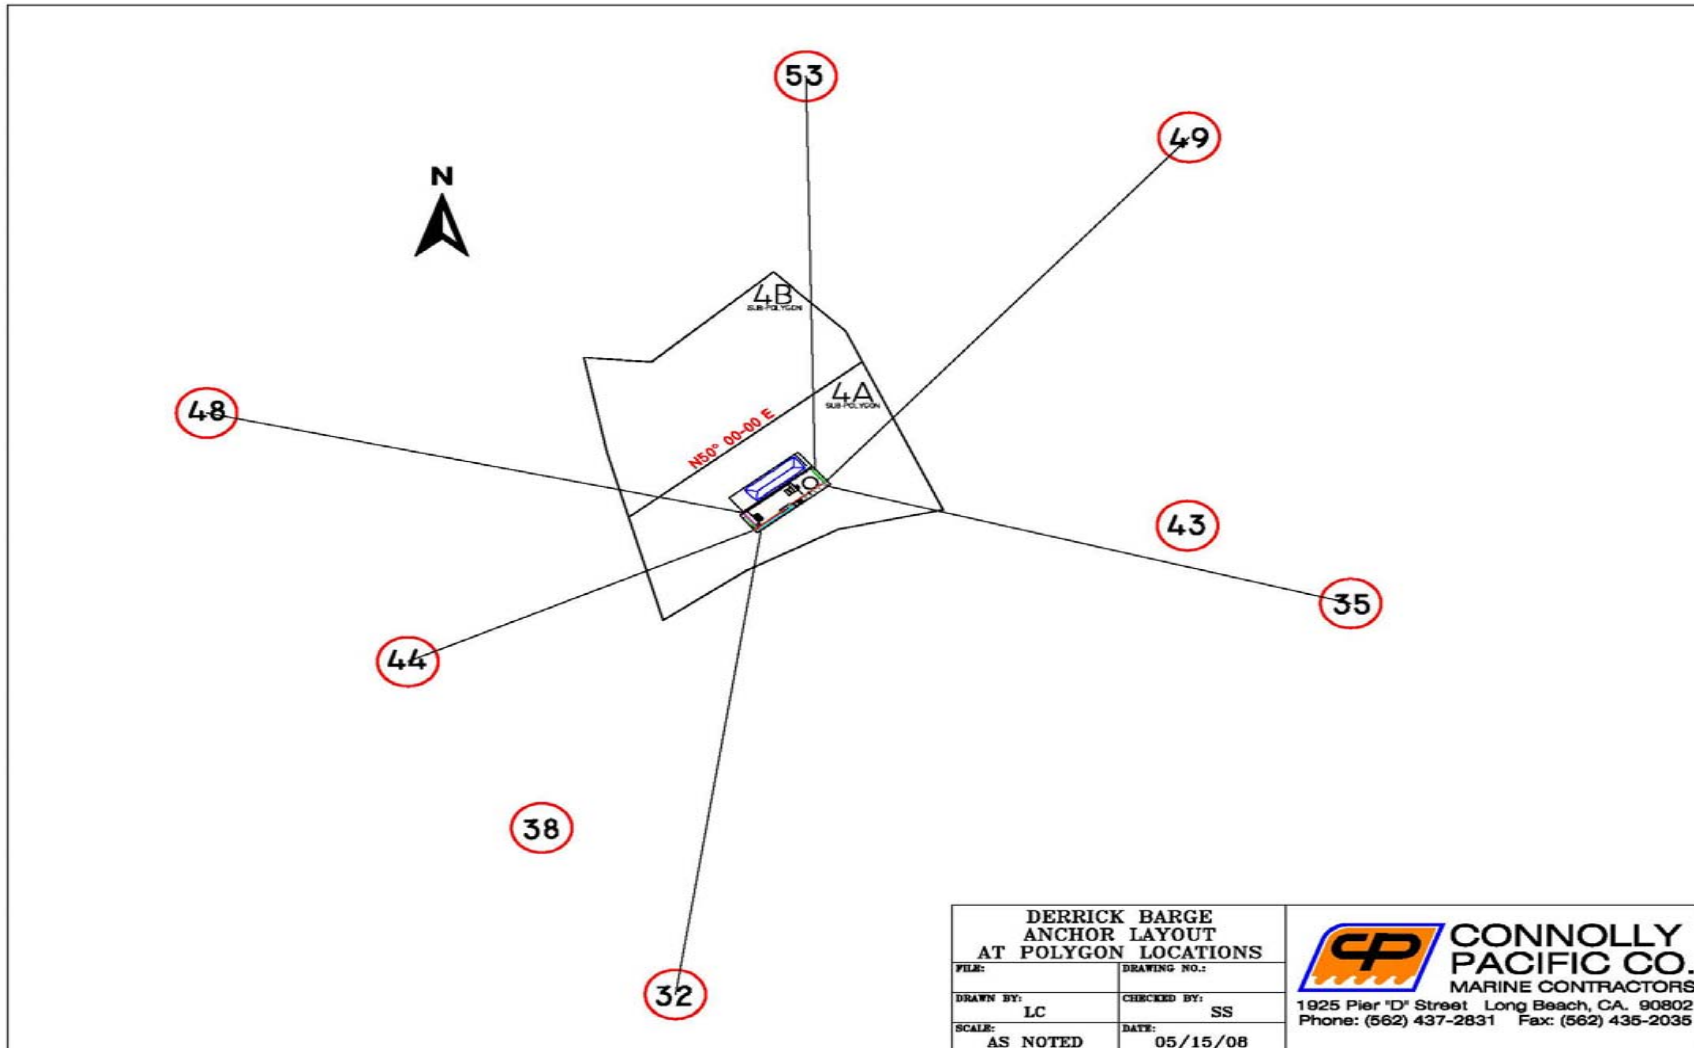 53
49
N
4B
SUB-POLYGON
4A
SUB-POLYGON
48
N50° 00-00 E
43
35
44
38
32
DERRICK BARGE
ANCHOR LAYOUT
AT POLYGON LOCATIONS
FILE:
DRAWING NO.:
DRAWN BY:
LC
CHECKED BY:
SS
SCALE:
AS NOTED
DATE:
05/15/08
CP
CONNOLLY
PACIFIC CO.
MARINE CONTRACTORS
1925 Pier "D" Street Long Beach, CA. 90802
Phone: (562) 437-2831 Fax: (562) 435-2035